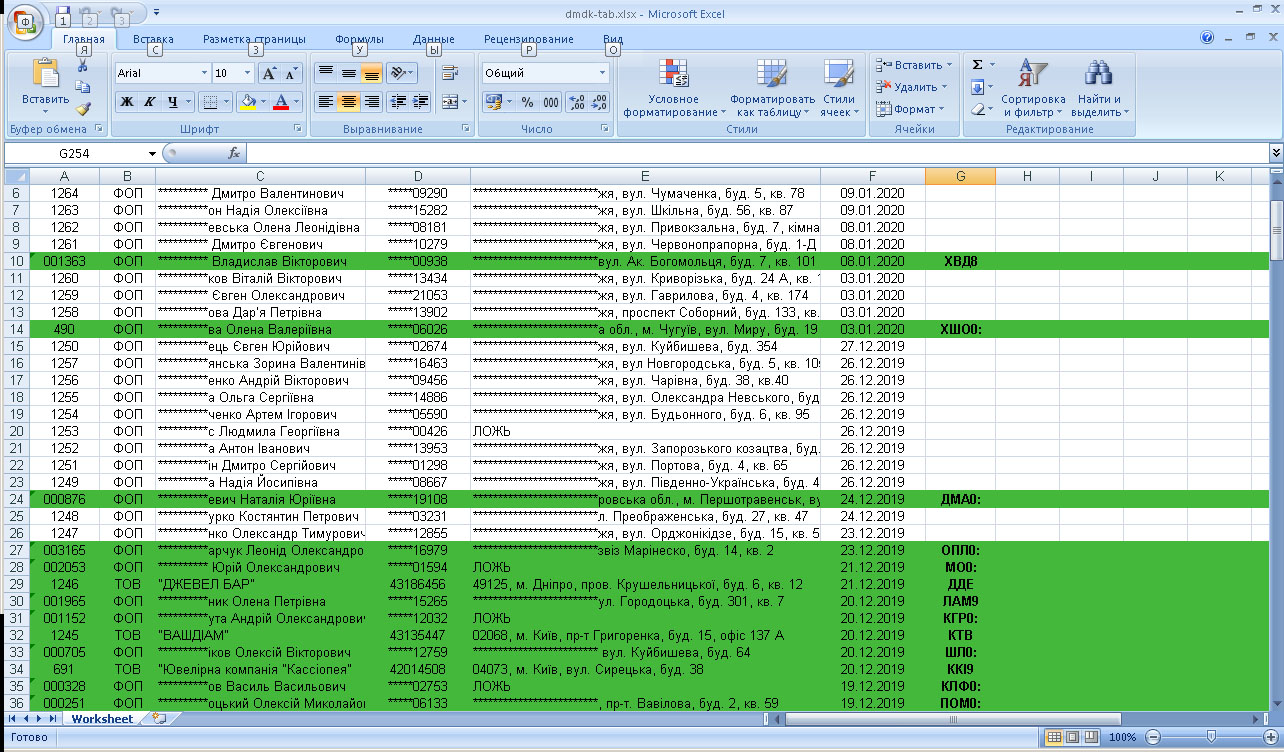 dmdk-tab.xlsx - Microsoft Excel
Ф 1 2 3
Главная Вставка Разметка страницы Формулы Данные Рецензирование Вид
Я С З У Ы Р О
Arial 10 Общий
Вставить
Ж К Ч
% 000
Условное форматирование
Форматировать как таблицу
Стили ячеек
Вставить
Удалить
Формат
Сортировка и фильтр
Найти и выделить
Буфер обмена Шрифт Выравнивание Число Стили Ячейки Редактирование
G254 fx
A B C D E F G H I J K
6 1264 ФОП *********** Дмитро Валентинович *****09290 *************************жя, вул. Чумаченка, буд. 5, кв. 78 09.01.2020
7 1263 ФОП ***********он Надія Олексіївна *****15282 *************************жя, вул. Шкільна, буд. 56, кв. 87 09.01.2020
8 1262 ФОП ***********евська Оляна Леонідівна *****08181 *************************жя, вул. Привокзальна, буд. 7, кімна 08.01.2020
9 1261 ФОП *********** Дмитро Євгенович *****10279 *************************жя, вул. Червонопрапорна, буд. 1-Д 08.01.2020
10 001363 ФОП *********** Владислав Вікторович *****00938 *************************вул. Ак. Богомольця, буд. 7, кв. 101 08.01.2020 ХВД8
11 1260 ФОП ***********ков Віталій Вікторович *****13434 *************************жя, вул. Криворізька, буд. 24 А, кв. 03.01.2020
12 1259 ФОП *********** Євген Олександрович *****21053 *************************жя, вул. Гаврилова, буд. 4, кв. 174 03.01.2020
13 1258 ФОП ***********ова Дар'я Петрівна *****13902 *************************жя, проспект Соборний, буд. 133, кв. 03.01.2020
14 490 ФОП ***********ва Олена Валеріївна *****06026 *************************а обл., м. Чугуїв, вул. Миру, буд. 19 03.01.2020 ХШО0:
15 1250 ФОП ***********ець Євген Юрійович *****02674 *************************жя, вул. Куйбишева, буд. 354 27.12.2019
16 1257 ФОП ***********янська Зорина Валентинів *****16463 *************************жя, вул Новгородська, буд. 5, кв. 10 26.12.2019
17 1256 ФОП ***********енко Андрій Вікторович *****09458 *************************жя, вул. Чарівна, буд. 38, кв.40 26.12.2019
18 1255 ФОП ***********а Ольга Сергіївна *****14886 *************************жя, вул. Олександра Невського, буд 26.12.2019
19 1254 ФОП ***********ченко Артем Ігорович *****05590 *************************жя, вул. Будьонного, буд. 6, кв. 95 26.12.2019
20 1253 ФОП ***********с Людмила Георгіївна *****00426 ЛОЖЬ 26.12.2019
21 1252 ФОП ***********а Антон Іванович *****13953 *************************жя, вул. Запорозького козацтва, буд. 26.12.2019
22 1251 ФОП ***********ін Дмитро Сергійович *****01293 *************************жя, вул. Портова, буд. 4, кв. 65 26.12.2019
23 1249 ФОП ***********а Надія Йосипівна *****08667 *************************жя, вул. Південно-Українська, буд. 4 26.12.2019
24 000876 ФОП ***********евич Наталія Юріївна *****19108 *************************ровська обл., м. Першотравенськ, ву 24.12.2019 ДМА0:
25 1248 ФОП ***********урко Костянтин Петрович *****03231 *************************л. Преображенська, буд. 27, кв. 47 24.12.2019
26 1247 ФОП ***********нко Олександр Тимурович *****12855 *************************жя, вул. Орджонікідзе, буд. 15, кв. 5 23.12.2019
27 003165 ФОП ***********арчук Леонід Олександро *****16979 *************************звіз Марінеско, буд. 14, кв. 2 23.12.2019 ОПЛ0:
28 002053 ФОП *********** Юрій Олександрович *****01594 ЛОЖЬ 21.12.2019 МО0:
29 1246 ТОВ "ДЖЕВЕЛ БАР" 43186456 49125, м. Дніпро, пров. Крушельницької, буд. 6, кв. 12 21.12.2019 ДДЕ
30 001965 ФОП ***********ник Олена Петрівна *****15265 *************************ул. Городоцька, буд. 301, кв. 7 20.12.2019 ЛАМ9
31 001152 ФОП ***********ута Андрій Олександрови *****12032 ЛОЖЬ 20.12.2019 КГР0:
32 1245 ТОВ "ВАШДІАМ" 43135447 02068, м. Київ, пр-т Григоренка, буд. 15, офіс 137 А 20.12.2019 КТВ
33 000705 ФОП ***********іков Олексій Вікторович *****12759 ************************* вул. Куйбишева, буд. 64 20.12.2019 ШЛ0:
34 691 ТОВ "Ювелірна компанія "Кассіопея" 42014508 04073, м. Київ, вул. Сирецька, буд. 38 20.12.2019 ККІ9
35 000328 ФОП ***********ов Василь Васильович *****02753 ЛОЖЬ 19.12.2019 КЛФ0:
36 000251 ФОП ***********оцький Олексій Миколайо *****06133 *************************, пр-т. Вавілова, буд. 2, кв. 59 19.12.2019 ПОМ0:
Worksheet
Готово 100%